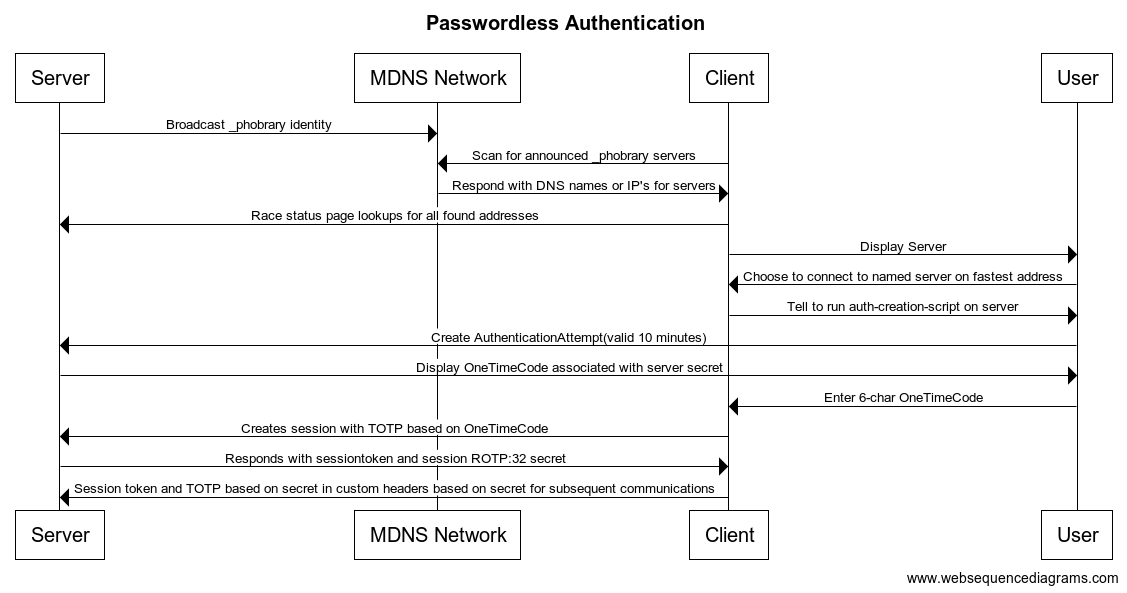 Passwordless Authentication
Server
MDNS Network
Client
User
Broadcast _phobrary identity
Scan for announced _phobrary servers
Respond with DNS names or IP's for servers
Race status page lookups for all found addresses
Display Server
Choose to connect to named server on fastest address
Tell to run auth-creation-script on server
Create AuthenticationAttempt(valid 10 minutes)
Display OneTimeCode associated with server secret
Enter 6-char OneTimeCode
Creates session with TOTP based on OneTimeCode
Responds with sessiontoken and session ROTP:32 secret
Session token and TOTP based on secret in custom headers based on secret for subsequent communications
Server
MDNS Network
Client
User
www.websequencediagrams.com